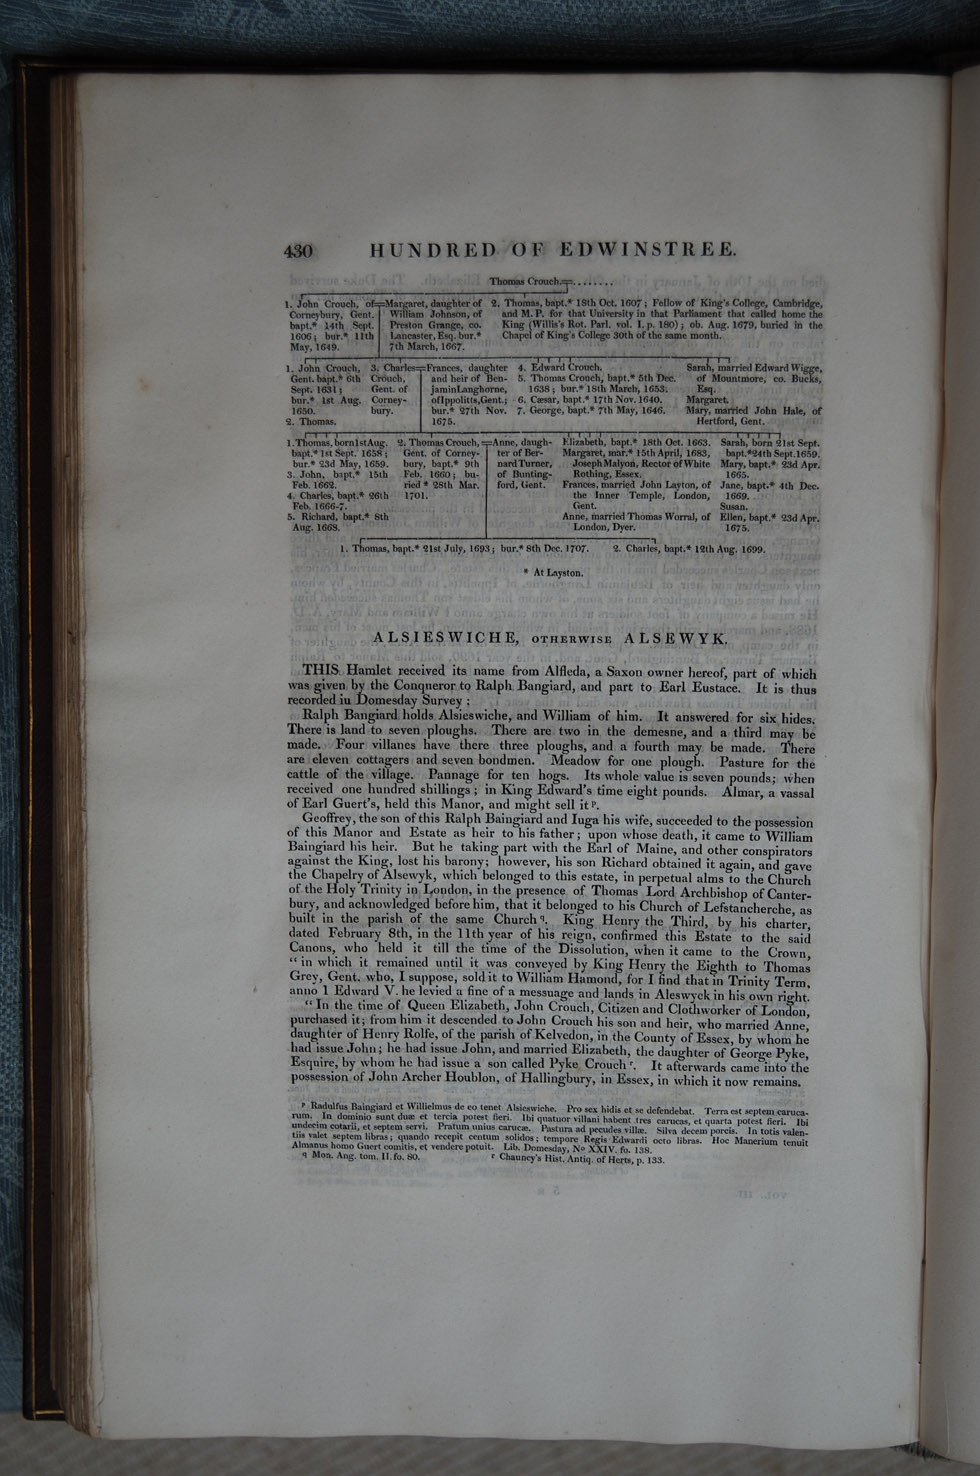 430 HUNDRED OF EDWINSTREE.
Thomas Crouch.=........
1. John Crouch, of=Margaret, daughter of
Corneybury, Gent. William Johnson, of
bapt.* 14th Sept. Preston Grange, co.
1606; bur.* 11th Lancaster, Esq. bur.*
May, 1649. 7th March, 1667.
2. Thomas, bapt.* 18th Oct. 1607; Fellow of King's College, Cambridge,
and M. P. for that University in that Parliament that called home the
King (Willis's Rot. Parl. vol. I. p. 180); ob. Aug. 1679, buried in the
Chapel of King's College 30th of the same month.
1. John Crouch,
Gent. bapt.* 6th
Sept. 1631;
bur.* 1st Aug.
1650.
2. Thomas.
3. Charles=Frances, daughter
Crouch, and heir of Ben-
Gent. of jaminLanghorne,
Corney- ofIppolitts,Gent.;
bury. bur.* 27th Nov.
1675.
4. Edward Crouch.
5. Thomas Crouch, bapt.* 5th Dec.
1638; bur.* 18th March, 1653.
6. Cæsar, bapt.* 17th Nov. 1640.
7. George, bapt.* 7th May, 1646.
Sarah, married Edward Wigge,
of Mountmore, co. Bucks,
Esq.
Margaret.
Mary, married John Hale, of
Hertford, Gent.
1. Thomas, born1stAug.
bapt.* 1st Sept. 1658;
bur.* 23d May, 1659.
3. John, bapt.* 15th
Feb. 1662.
4. Charles, bapt.* 26th
Feb. 1666-7.
5. Richard, bapt.* 8th
Aug. 1668.
2. Thomas Crouch,=Anne, daugh-
Gent. of Corney- ter of Ber-
bury, bapt.* 9th nard Turner,
Feb. 1660; bu- of Bunting-
ried * 28th Mar. ford, Gent.
1701.
Elizabeth, bapt.* 18th Oct. 1663.
Margaret, mar.* 15th April, 1683,
Joseph Malyon, Rector of White
Rothing, Essex.
Frances, married John Layton, of
the Inner Temple, London,
Gent.
Anne, married Thomas Worral, of
London, Dyer.
Sarah, born 21st Sept.
bapt.*24th Sept.1659.
Mary, bapt.* 23d Apr.
1665.
Jane, bapt.* 4th Dec.
1669.
Susan.
Ellen, bapt.* 23d Apr.
1675.
1. Thomas, bapt.* 21st July, 1693; bur.* 8th Dec. 1707. 2. Charles, bapt.* 12th Aug. 1699.
* At Layston.
ALSIESWICHE, OTHERWISE ALSEWYK.
THIS Hamlet received its name from Alfleda, a Saxon owner hereof, part of which
was given by the Conqueror to Ralph Bangiard, and part to Earl Eustace. It is thus
recorded in Domesday Survey:
Ralph Bangiard holds Alsieswiche, and William of him. It answered for six hides.
There is land to seven ploughs. There are two in the demesne, and a third may be
made. Four villanes have there three ploughs, and a fourth may be made. There
are eleven cottagers and seven bondmen. Meadow for one plough. Pasture for the
cattle of the village. Pannage for ten hogs. Its whole value is seven pounds; when
received one hundred shillings; in King Edward's time eight pounds. Almar, a vassal
of Earl Guert's, held this Manor, and might sell it p.
Geoffrey, the son of this Ralph Baingiard and Iuga his wife, succeeded to the possession
of this Manor and Estate as heir to his father; upon whose death, it came to William
Baingiard his heir. But he taking part with the Earl of Maine, and other conspirators
against the King, lost his barony; however, his son Richard obtained it again, and gave
the Chapelry of Alsewyk, which belonged to this estate, in perpetual alms to the Church
of the Holy Trinity in London, in the presence of Thomas Lord Archbishop of Canter-
bury, and acknowledged before him, that it belonged to his Church of Lefstancherche, as
built in the parish of the same Church q. King Henry the Third, by his charter,
dated February 8th, in the 11th year of his reign, confirmed this Estate to the said
Canons, who held it till the time of the Dissolution, when it came to the Crown,
“ in which it remained until it was conveyed by King Henry the Eighth to Thomas
Grey, Gent. who, I suppose, sold it to William Hamond, for I find that in Trinity Term,
anno 1 Edward V. he levied a fine of a messuage and lands in Aleswyck in his own right.
“ In the time of Queen Elizabeth, John Crouch, Citizen and Clothworker of London,
purchased it; from him it descended to John Crouch his son and heir, who married Anne,
daughter of Henry Rolfe, of the parish of Kelvedon, in the County of Essex, by whom he
had issue John; he had issue John, and married Elizabeth, the daughter of George Pyke,
Esquire, by whom he had issue a son called Pyke Crouch r. It afterwards came into the
possession of John Archer Houblon, of Hallingbury, in Essex, in which it now remains.
p Radulfus Baingiard et Willielmus de eo tenet Alsieswiche. Pro sex hidis et se defendebat. Terra est septem caruca-
rum. In dominio sunt duæ et tercia potest fieri. Ibi quatuor villani habent tres carucas, et quarta potest fieri. Ibi
undecim cotarii, et septem servi. Pratum unius carucæ. Pastura ad pecudes villæ. Silva decem porcis. In totis valen-
tiis valet septem libras; quando recepit centum solidos; tempore Regis Edwardi octo libras. Hoc Manerium tenuit
Almanus homo Guert comitis, et vendere potuit. Lib. Domesday, No XXIV. fo. 138.
q Mon. Ang. tom. II. fo. 80. r Chauncy's Hist. Antiq. of Herts, p. 133.